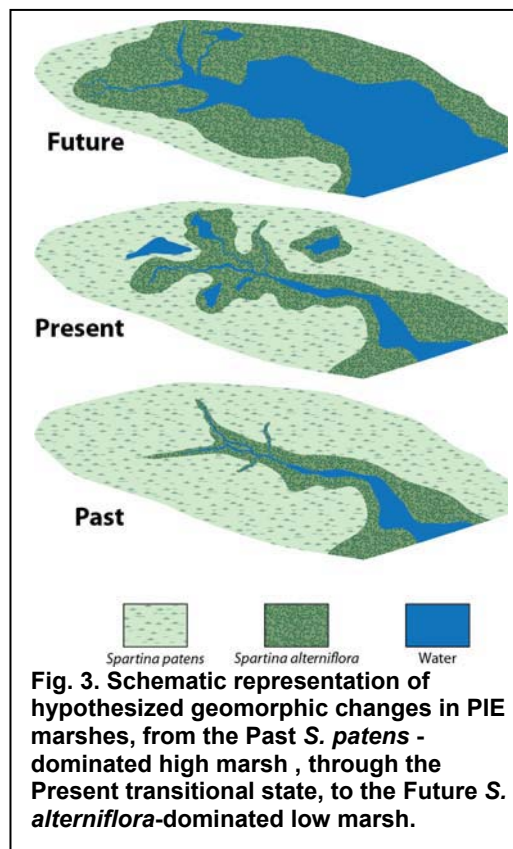 Future
Present
Past
Spartina patens Spartina alterniflora Water
Fig. 3. Schematic representation of
hypothesized geomorphic changes in PIE
marshes, from the Past S. patens -
dominated high marsh , through the
Present transitional state, to the Future S.
alterniflora-dominated low marsh.